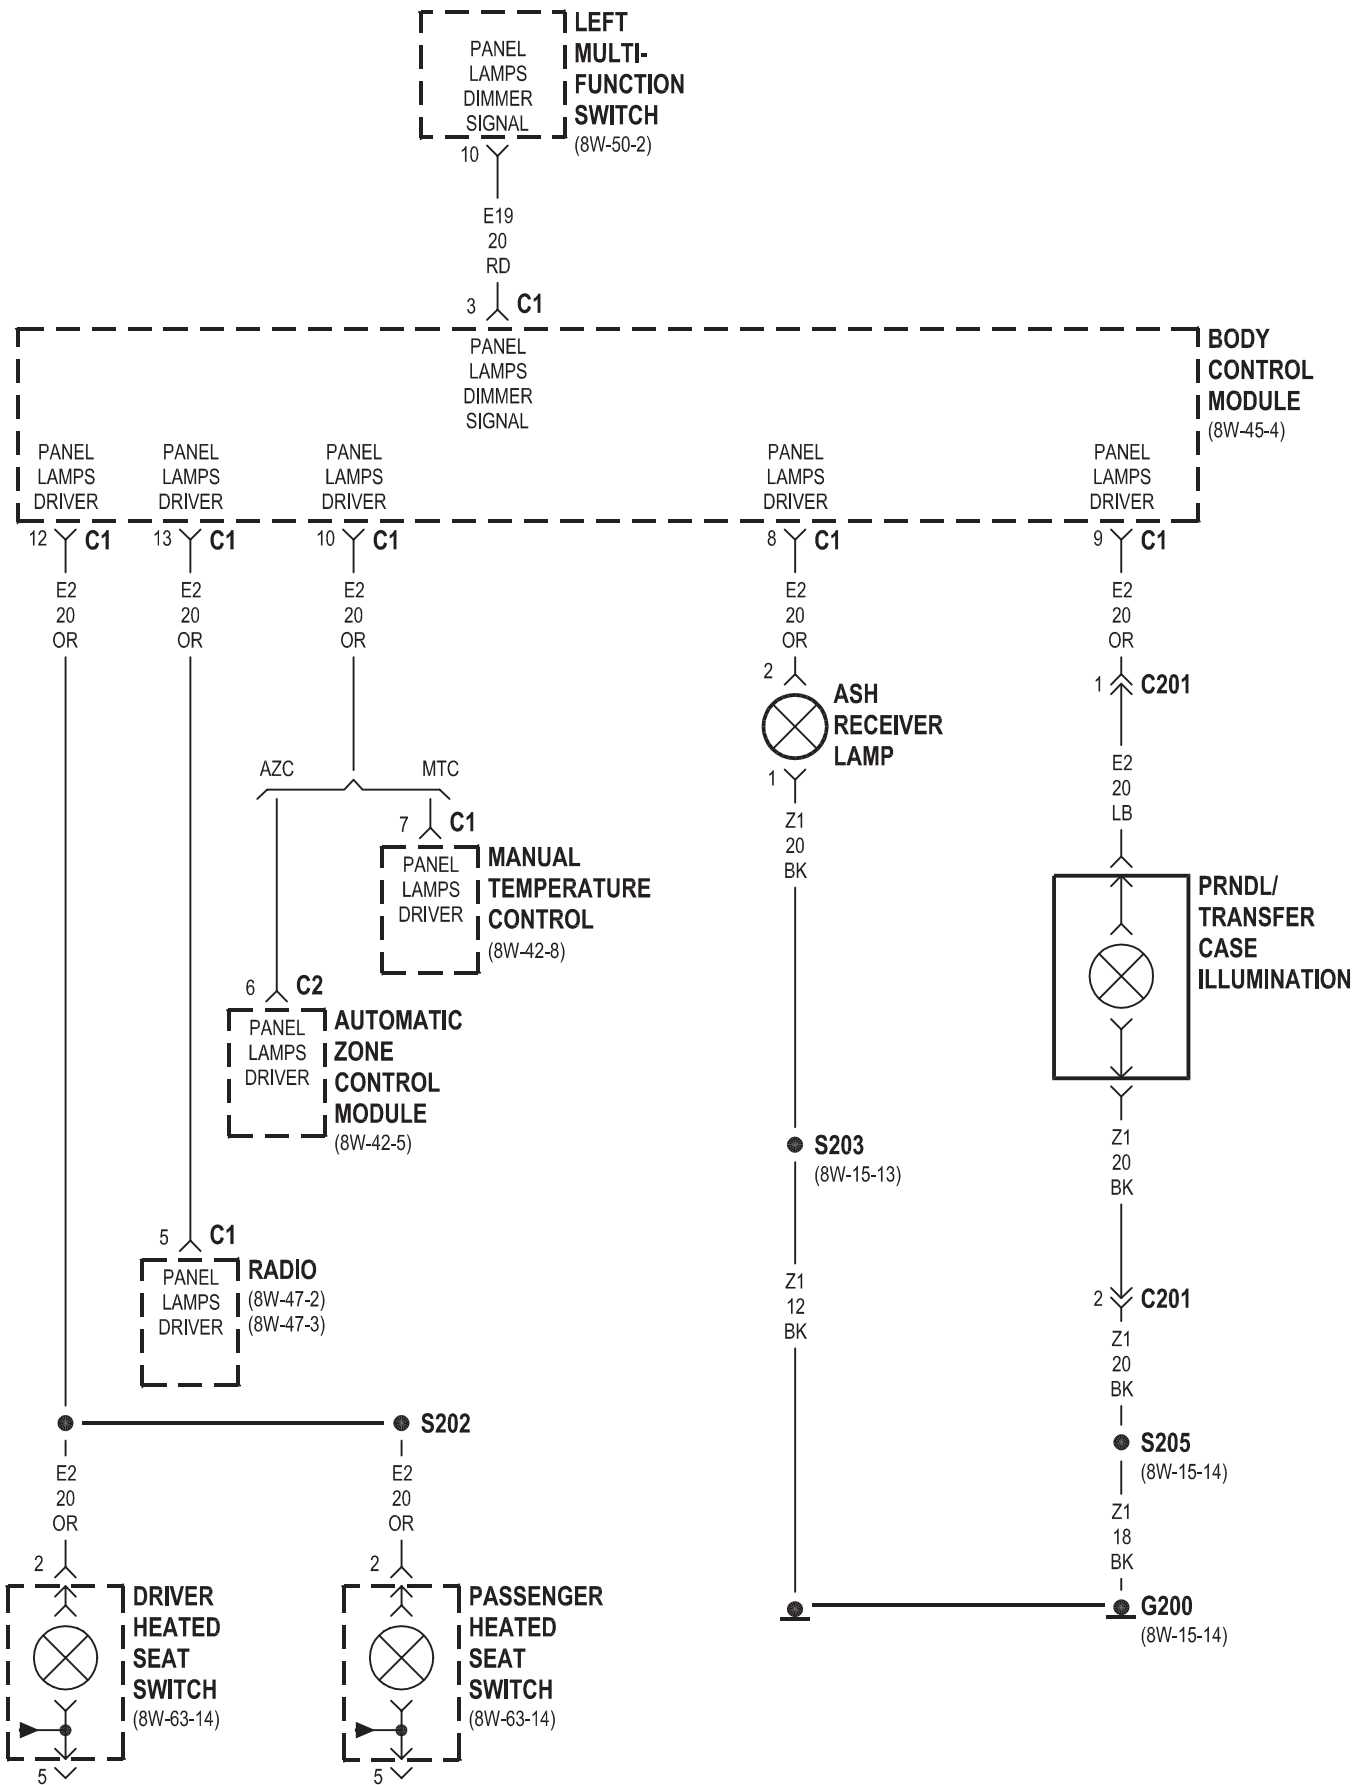 PANEL
LAMPS
DIMMER
SIGNAL
LEFT
MULTI-
FUNCTION
SWITCH
(8W-50-2)
10
E19
20
RD
3 C1
BODY
CONTROL
MODULE
(8W-45-4)
PANEL
LAMPS
DIMMER
SIGNAL
PANEL
LAMPS
DRIVER
PANEL
LAMPS
DRIVER
PANEL
LAMPS
DRIVER
PANEL
LAMPS
DRIVER
PANEL
LAMPS
DRIVER
12 C1
13 C1
10 C1
8 C1
9 C1
E2
20
OR
E2
20
OR
E2
20
OR
E2
20
OR
E2
20
OR
2
ASH
RECEIVER
LAMP
1
1 C201
AZC
MTC
E2
20
LB
7 C1
PANEL
LAMPS
DRIVER
MANUAL
TEMPERATURE
CONTROL
(8W-42-8)
Z1
20
BK
PRNDL/
TRANSFER
CASE
ILLUMINATION
6 C2
PANEL
LAMPS
DRIVER
AUTOMATIC
ZONE
CONTROL
MODULE
(8W-42-5)
S203
(8W-15-13)
Z1
20
BK
5 C1
PANEL
LAMPS
DRIVER
RADIO
(8W-47-2)
(8W-47-3)
Z1
12
BK
2 C201
Z1
20
BK
S202
S205
(8W-15-14)
E2
20
OR
E2
20
OR
Z1
18
BK
2
DRIVER
HEATED
SEAT
SWITCH
(8W-63-14)
5
2
PASSENGER
HEATED
SEAT
SWITCH
(8W-63-14)
5
G200
(8W-15-14)